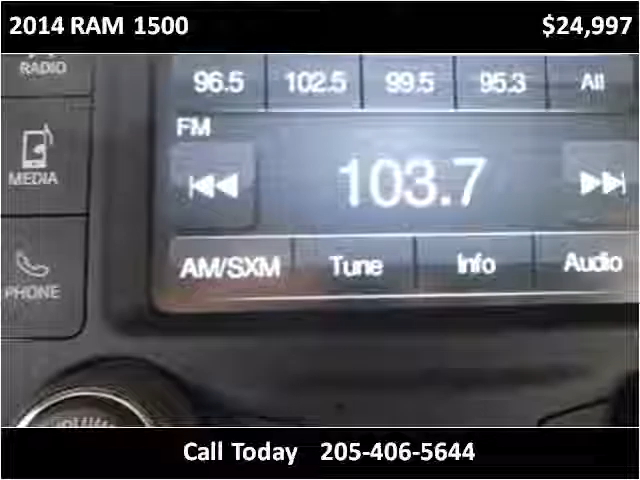 2014 RAM 1500 $24,997
RADIO 96.5 102.5 99.5 95.3 All
FM
MEDIA 103.7
AM/SXM Tune Info Audio
PHONE
Call Today 205-406-5644